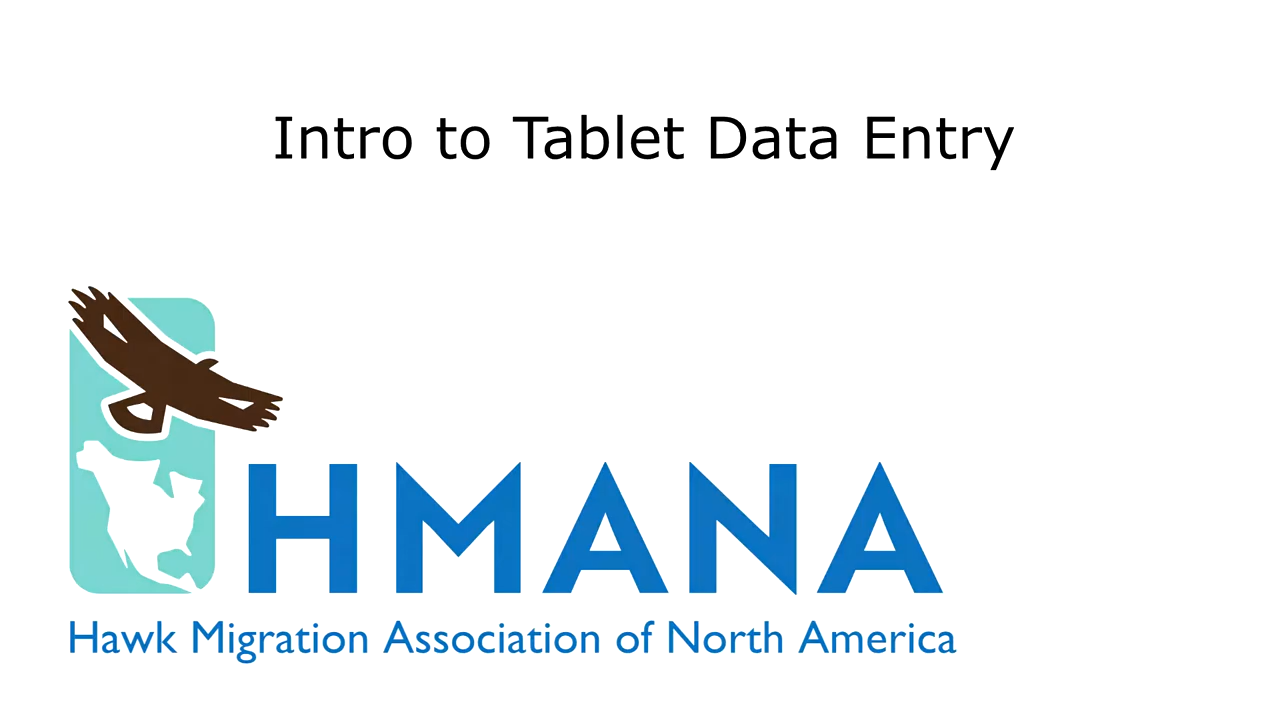 Intro to Tablet Data Entry
HMANA
Hawk Migration Association of North America